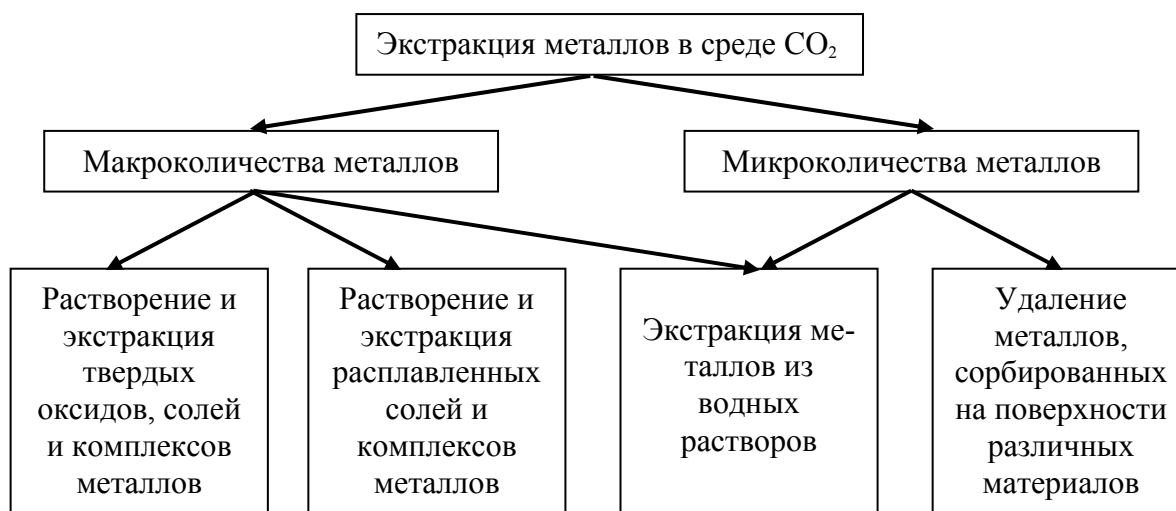 Экстракция металлов в среде CO₂
Макроколичества металлов
Микроколичества металлов
Растворение и
экстракция
твердых
оксидов, солей
и комплексов
металлов
Растворение и
экстракция
расплавленных
солей и
комплексов
металлов
Экстракция ме-
таллов из
водных
растворов
Удаление
металлов,
сорбированных
на поверхности
различных
материалов